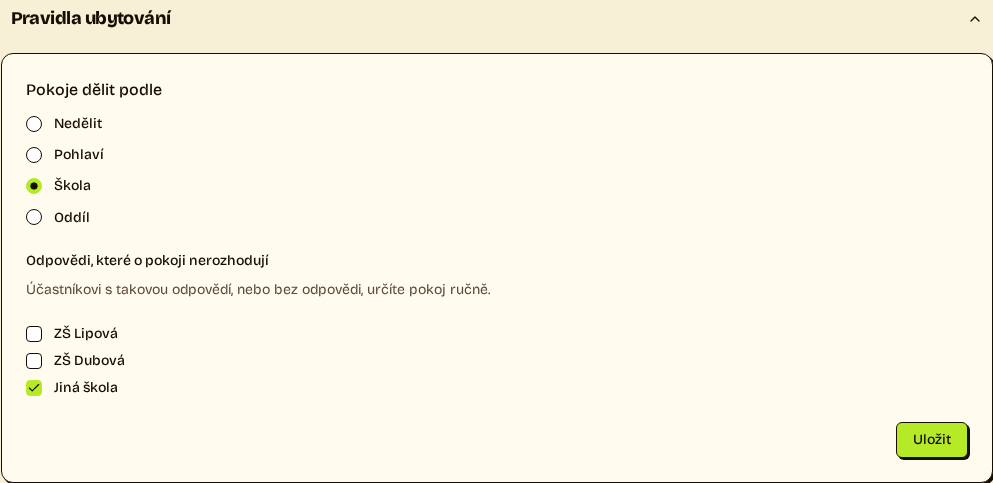 Pravidla ubytování
Pokoje dělit podle
Nedělit
Pohlaví
Škola
Oddíl
Odpovědi, které o pokoji nerozhodují
Účastníkovi s takovou odpovědí, nebo bez odpovědi, určíte pokoj ručně.
ZŠ Lipová
ZŠ Dubová
Jiná škola
Uložit